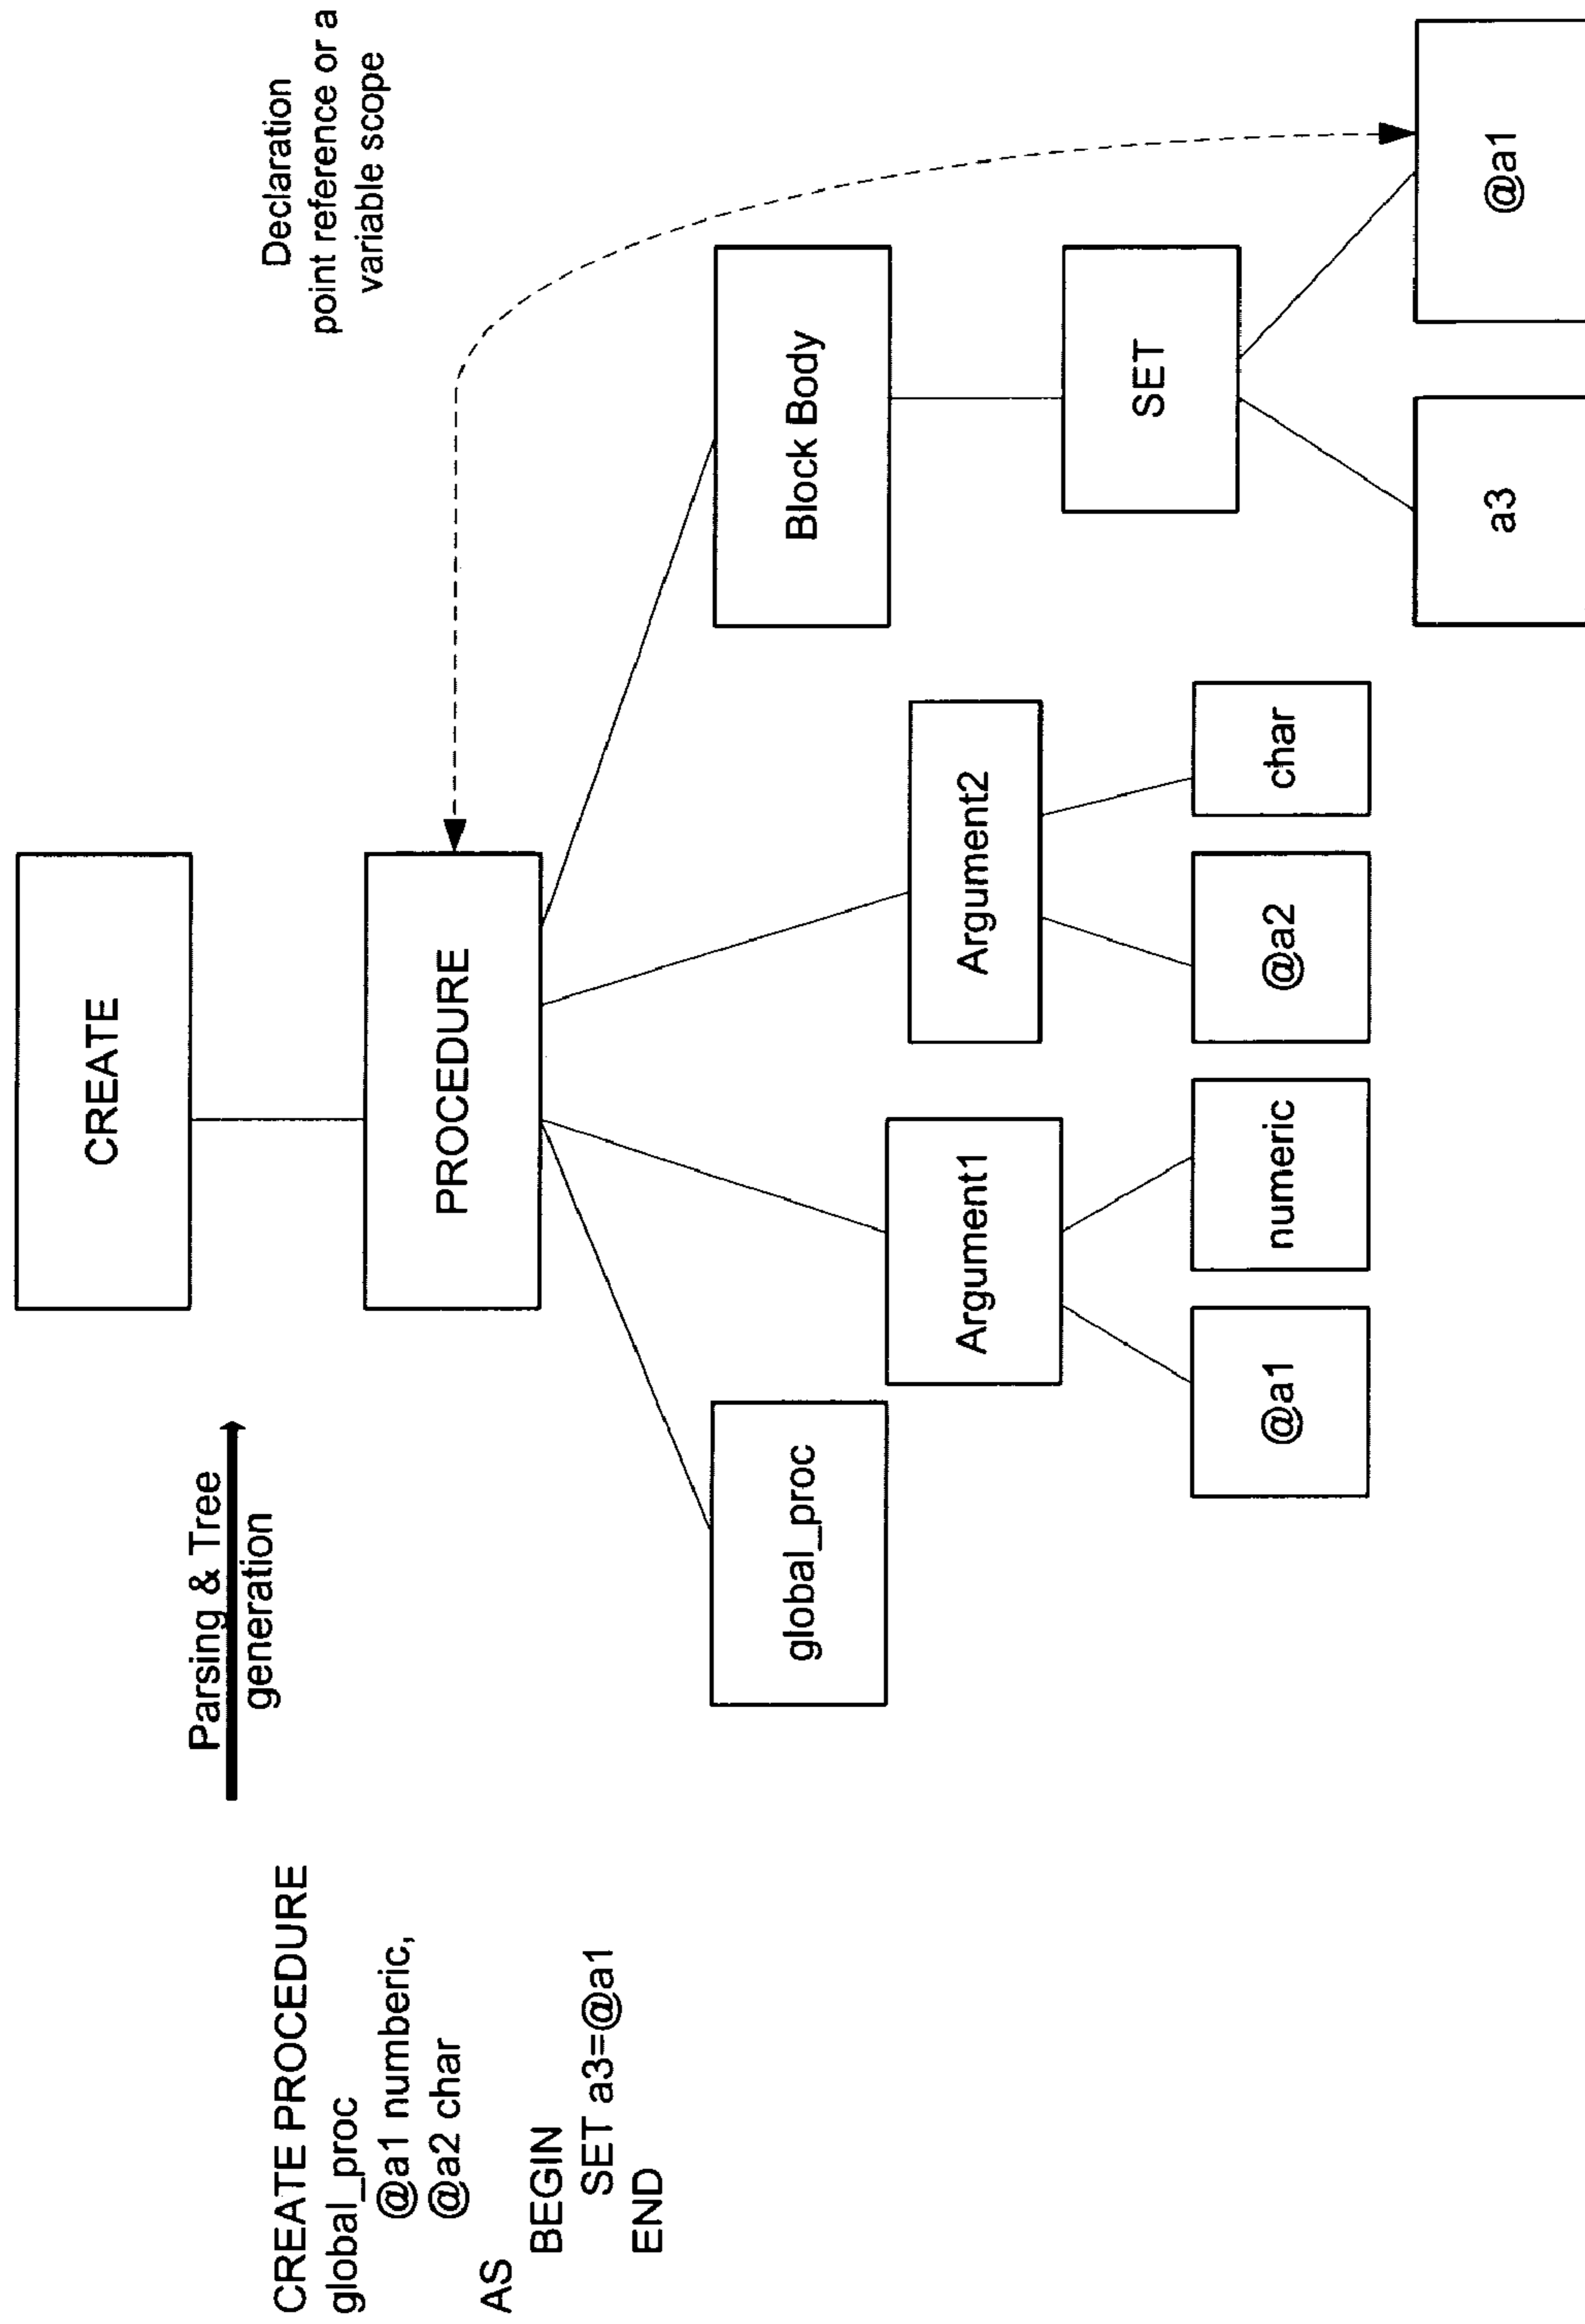 CREATE PROCEDURE
global_proc
@a1 numberic,
@a2 char
AS
BEGIN
SET a3=@a1
END
Parsing & Tree
generation
Declaration
point reference or a
variable scope
CREATE
PROCEDURE
global_proc
Argument1
Argument2
Block Body
@a1
numeric
@a2
char
SET
a3
@a1